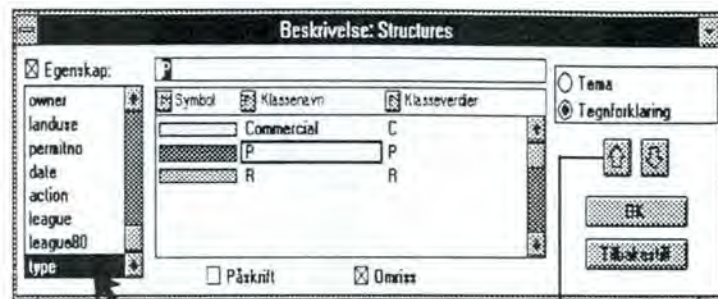 Beskrivelse: Structures
Egenskap:
P
owner
landuse
permitno
date
action
league
league80
type
Symbol Klassenavn Klasseverdier
Commercial C
P P
R R
Påskrift Omriss
Tema
Tegnforklaring
OK
Tilbakestill